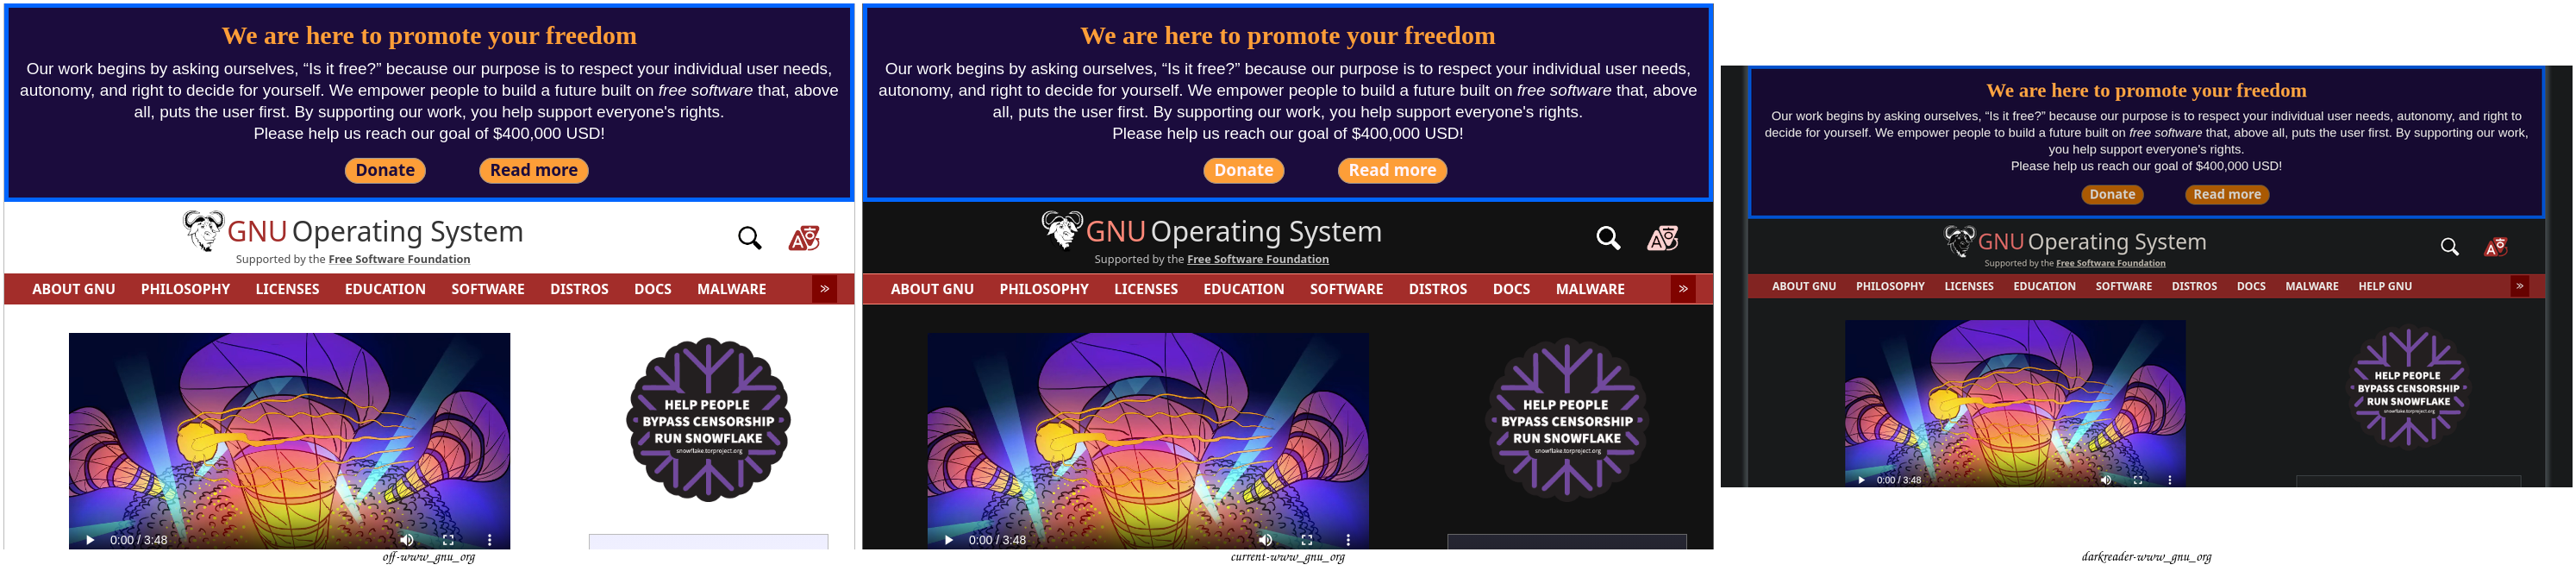 We are here to promote your freedom
Our work begins by asking ourselves, “Is it free?” because our purpose is to respect your individual user needs,
autonomy, and right to decide for yourself. We empower people to build a future built on free software that, above
all, puts the user first. By supporting our work, you help support everyone's rights.
Please help us reach our goal of $400,000 USD!
Donate Read more
GNU Operating System
Supported by the Free Software Foundation
ABOUT GNU PHILOSOPHY LICENSES EDUCATION SOFTWARE DISTROS DOCS MALWARE »
HELP PEOPLE
BYPASS CENSORSHIP
RUN SNOWFLAKE
snowflake.torproject.org
0:00 / 3:48
off-www_gnu_org
We are here to promote your freedom
Our work begins by asking ourselves, “Is it free?” because our purpose is to respect your individual user needs,
autonomy, and right to decide for yourself. We empower people to build a future built on free software that, above
all, puts the user first. By supporting our work, you help support everyone's rights.
Please help us reach our goal of $400,000 USD!
Donate Read more
GNU Operating System
Supported by the Free Software Foundation
ABOUT GNU PHILOSOPHY LICENSES EDUCATION SOFTWARE DISTROS DOCS MALWARE »
HELP PEOPLE
BYPASS CENSORSHIP
RUN SNOWFLAKE
snowflake.torproject.org
0:00 / 3:48
current-www_gnu_org
We are here to promote your freedom
Our work begins by asking ourselves, “Is it free?” because our purpose is to respect your individual user needs, autonomy, and right to
decide for yourself. We empower people to build a future built on free software that, above all, puts the user first. By supporting our work,
you help support everyone's rights.
Please help us reach our goal of $400,000 USD!
Donate Read more
GNU Operating System
Supported by the Free Software Foundation
ABOUT GNU PHILOSOPHY LICENSES EDUCATION SOFTWARE DISTROS DOCS MALWARE HELP GNU »
HELP PEOPLE
BYPASS CENSORSHIP
RUN SNOWFLAKE
snowflake.torproject.org
0:00 / 3:48
darkreader-www_gnu_org